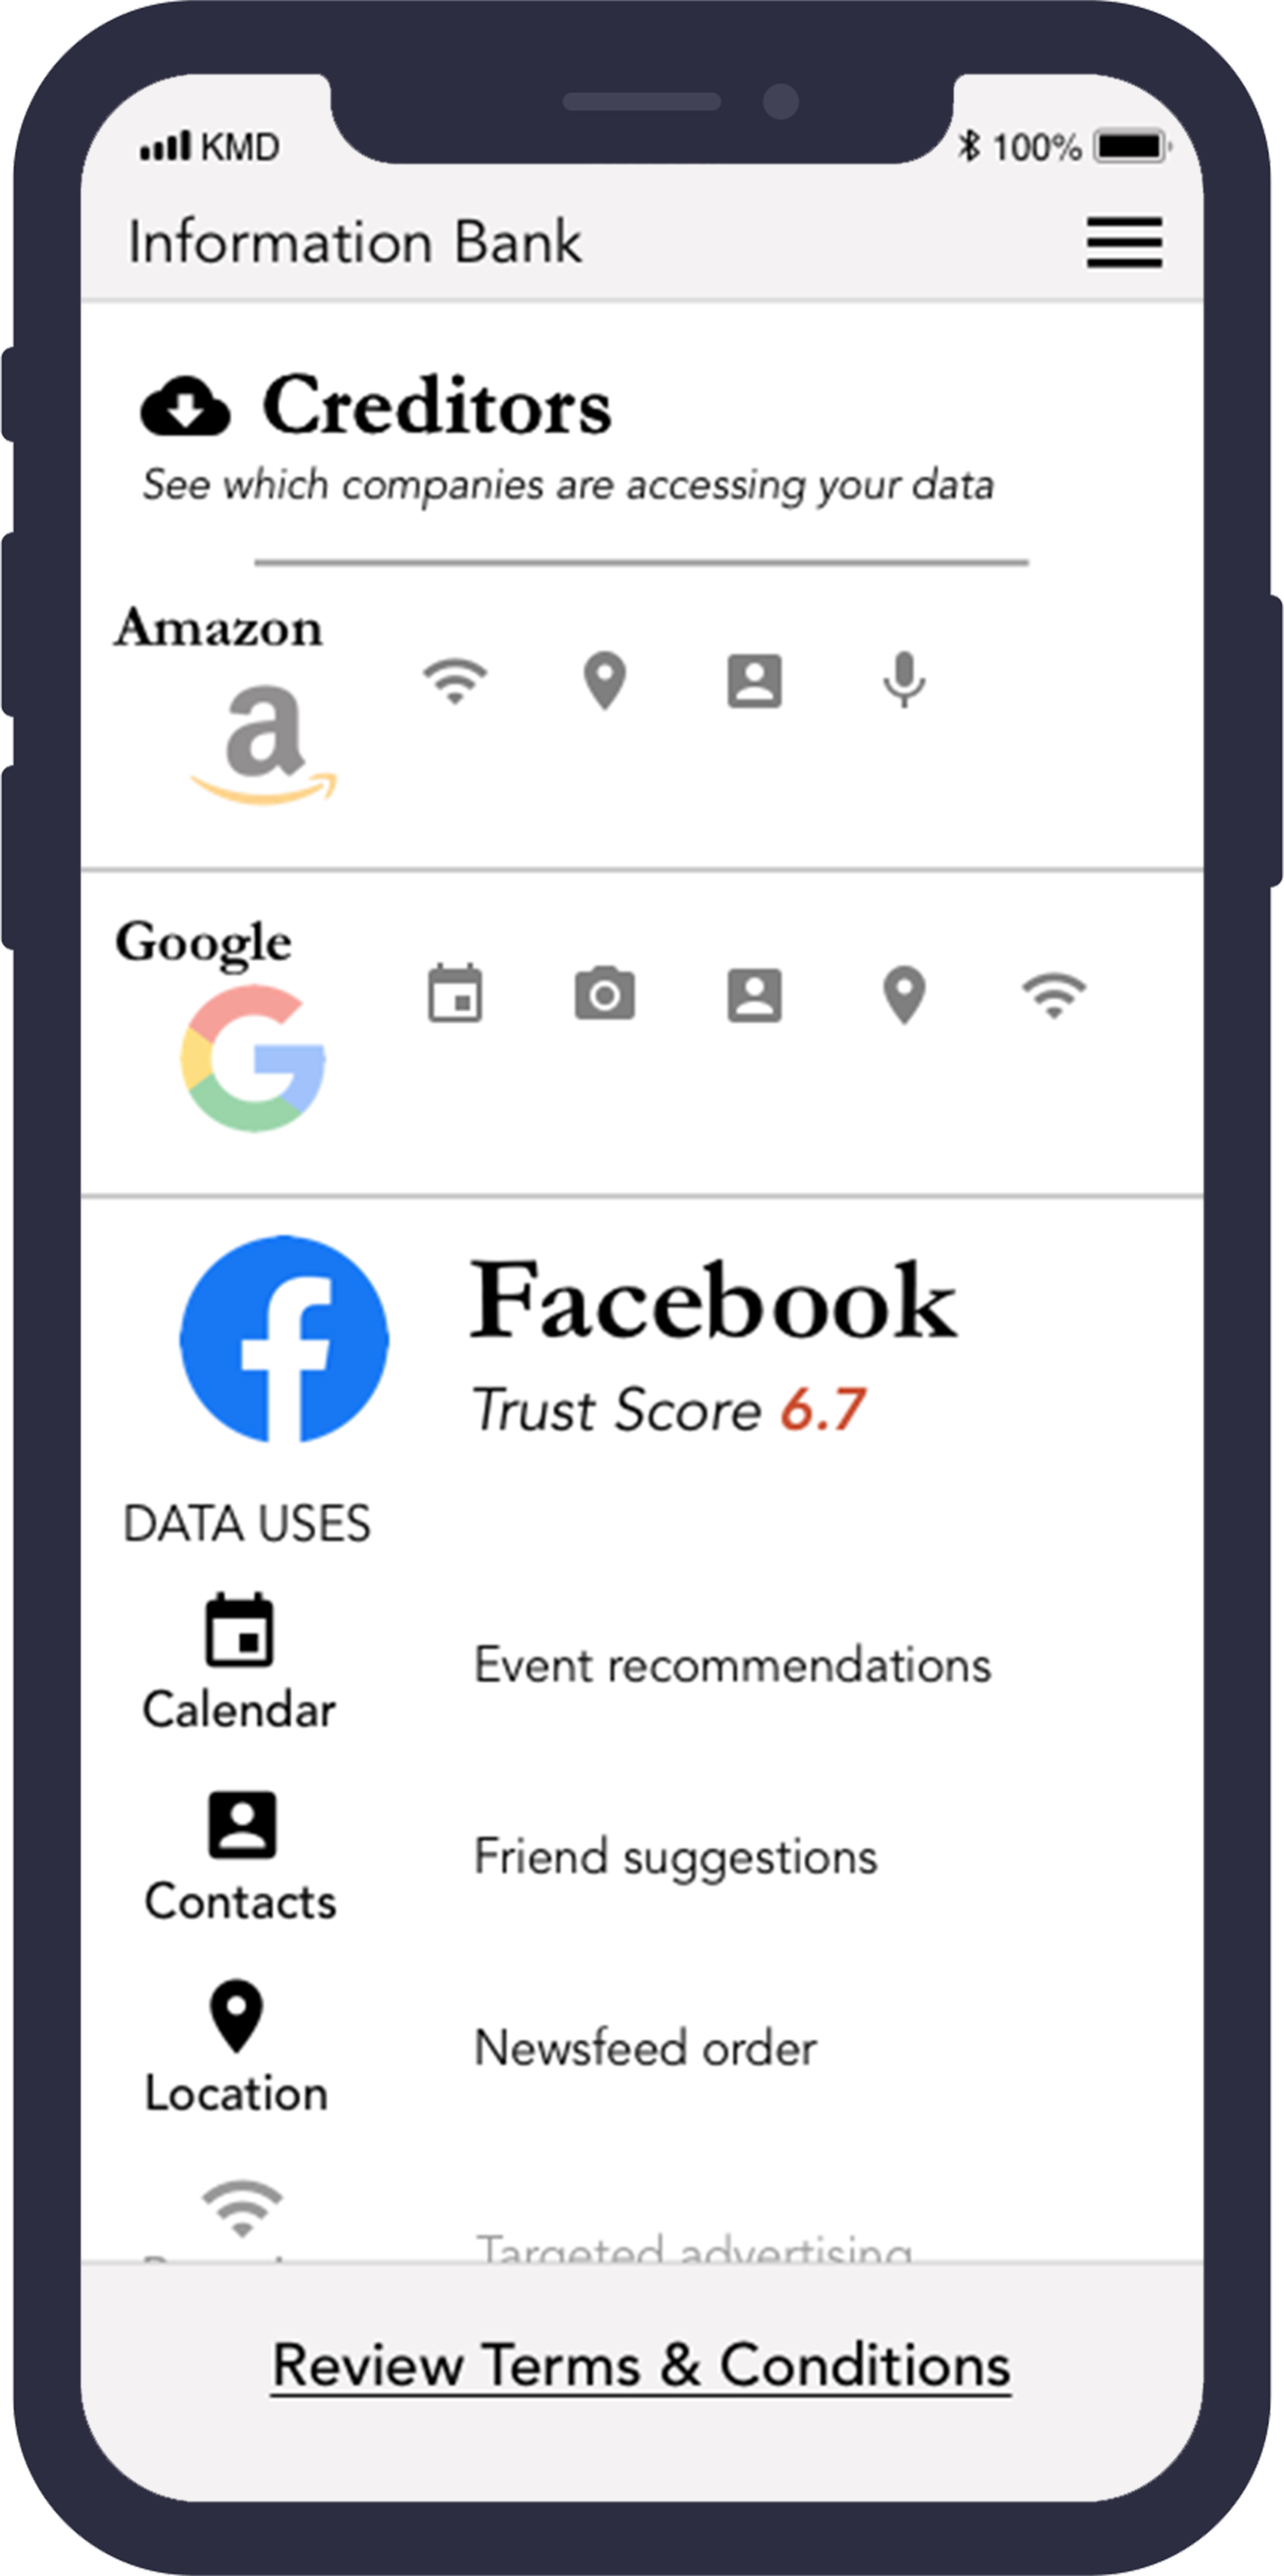 KMD
100%
Information Bank
Creditors
See which companies are accessing your data
Amazon
a
Google
G
f
Facebook
Trust Score 6.7
DATA USES
Calendar
Event recommendations
Contacts
Friend suggestions
Location
Newsfeed order
Targeted advertising
Review Terms & Conditions